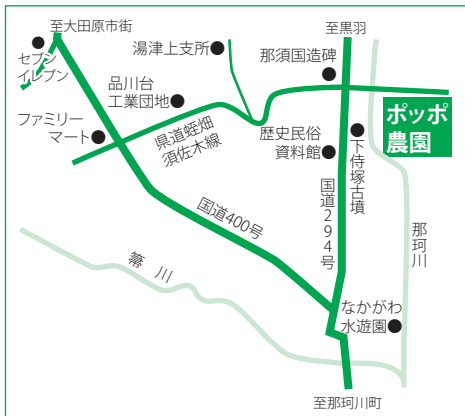 至大田原市街
至黒羽
セブン
イレブン
湯津上支所
那須国造碑
品川台
工業団地
ポッポ
農園
ファミリー
マート
県道蛭畑
須佐木線
歴史民俗
資料館
下侍塚古墳
国道294号
那珂川
国道400号
箒川
なかがわ
水遊園
至那珂川町